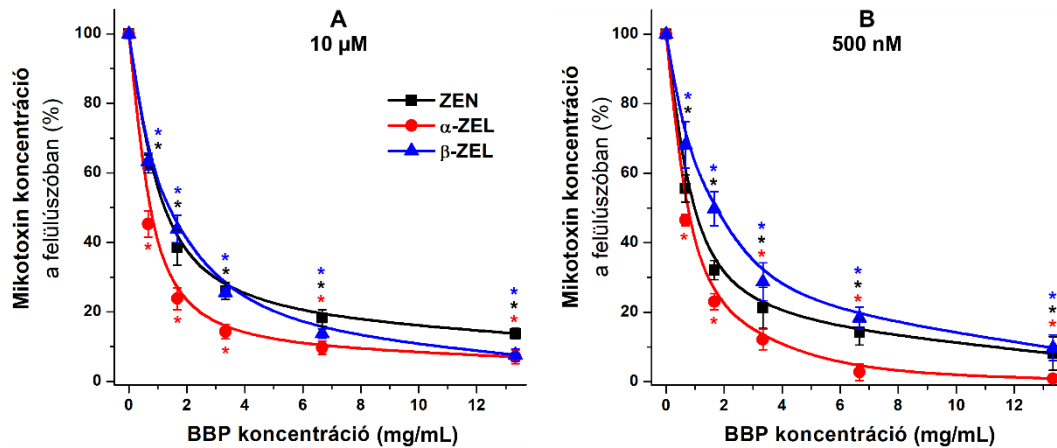 A
10 µM
Mikotoxin koncentráció
a felülúszóban (%)
100
80
60
40
20
0
ZEN
α-ZEL
β-ZEL
0 2 4 6 8 10 12
BBP koncentráció (mg/mL)
B
500 nM
Mikotoxin koncentráció
a felülúszóban (%)
100
80
60
40
20
0
0 2 4 6 8 10 12
BBP koncentráció (mg/mL)